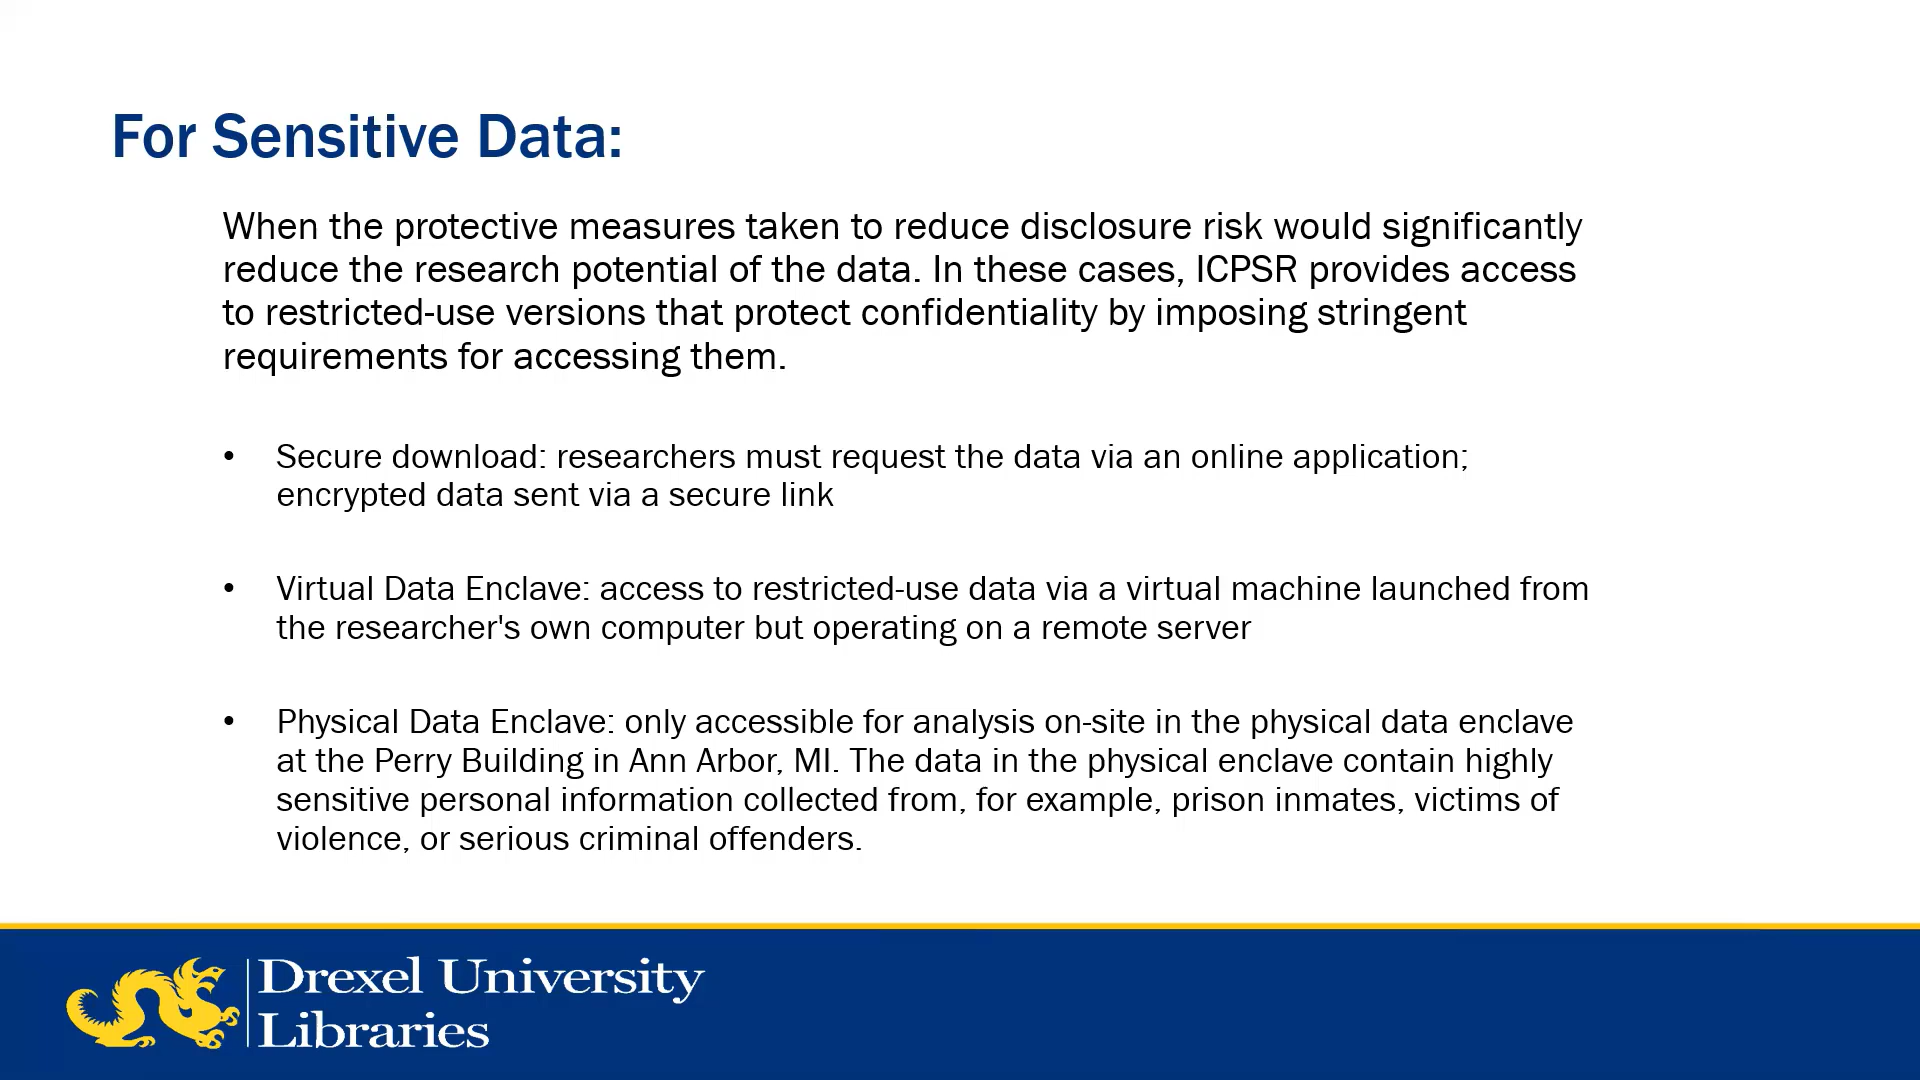 For Sensitive Data:
When the protective measures taken to reduce disclosure risk would significantly
reduce the research potential of the data. In these cases, ICPSR provides access
to restricted-use versions that protect confidentiality by imposing stringent
requirements for accessing them.
• Secure download: researchers must request the data via an online application;
encrypted data sent via a secure link
• Virtual Data Enclave: access to restricted-use data via a virtual machine launched from
the researcher's own computer but operating on a remote server
• Physical Data Enclave: only accessible for analysis on-site in the physical data enclave
at the Perry Building in Ann Arbor, MI. The data in the physical enclave contain highly
sensitive personal information collected from, for example, prison inmates, victims of
violence, or serious criminal offenders.
Drexel University
Libraries